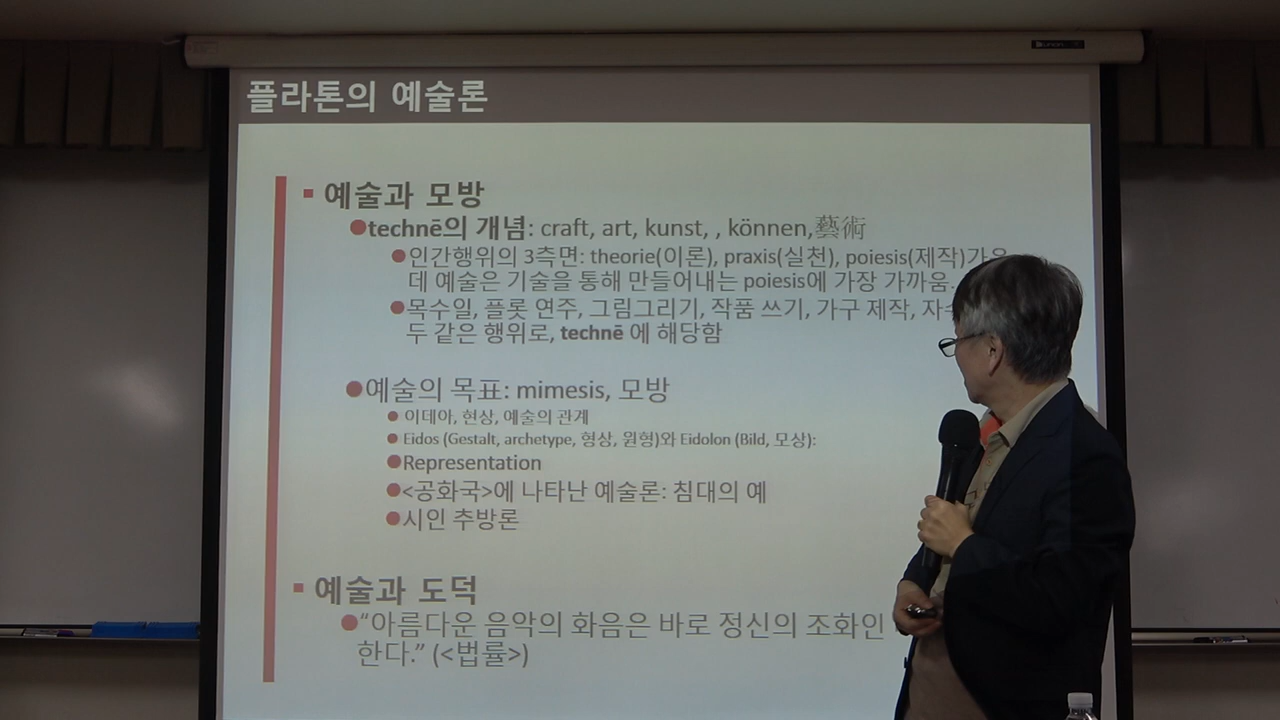 플라톤의 예술론
▪ 예술과 모방
●technē의 개념: craft, art, kunst, , können,藝術
●인간행위의 3측면: theorie(이론), praxis(실천), poiesis(제작)가운
데 예술은 기술을 통해 만들어내는 poiesis에 가장 가까움.
●목수일, 플룻 연주, 그림그리기, 작품 쓰기, 가구 제작,
두 같은 행위로, technē 에 해당함
●예술의 목표: mimesis, 모방
● 이데아, 현상, 예술의 관계
● Eidos (Gestalt, archetype, 형상, 원형)와 Eidolon (Bild, 모상):
●Representation
●<공화국>에 나타난 예술론: 침대의 예
●시인 추방론
▪ 예술과 도덕
●“아름다운 음악의 화음은 바로 정신의 조화인
한다.” (<법률>)